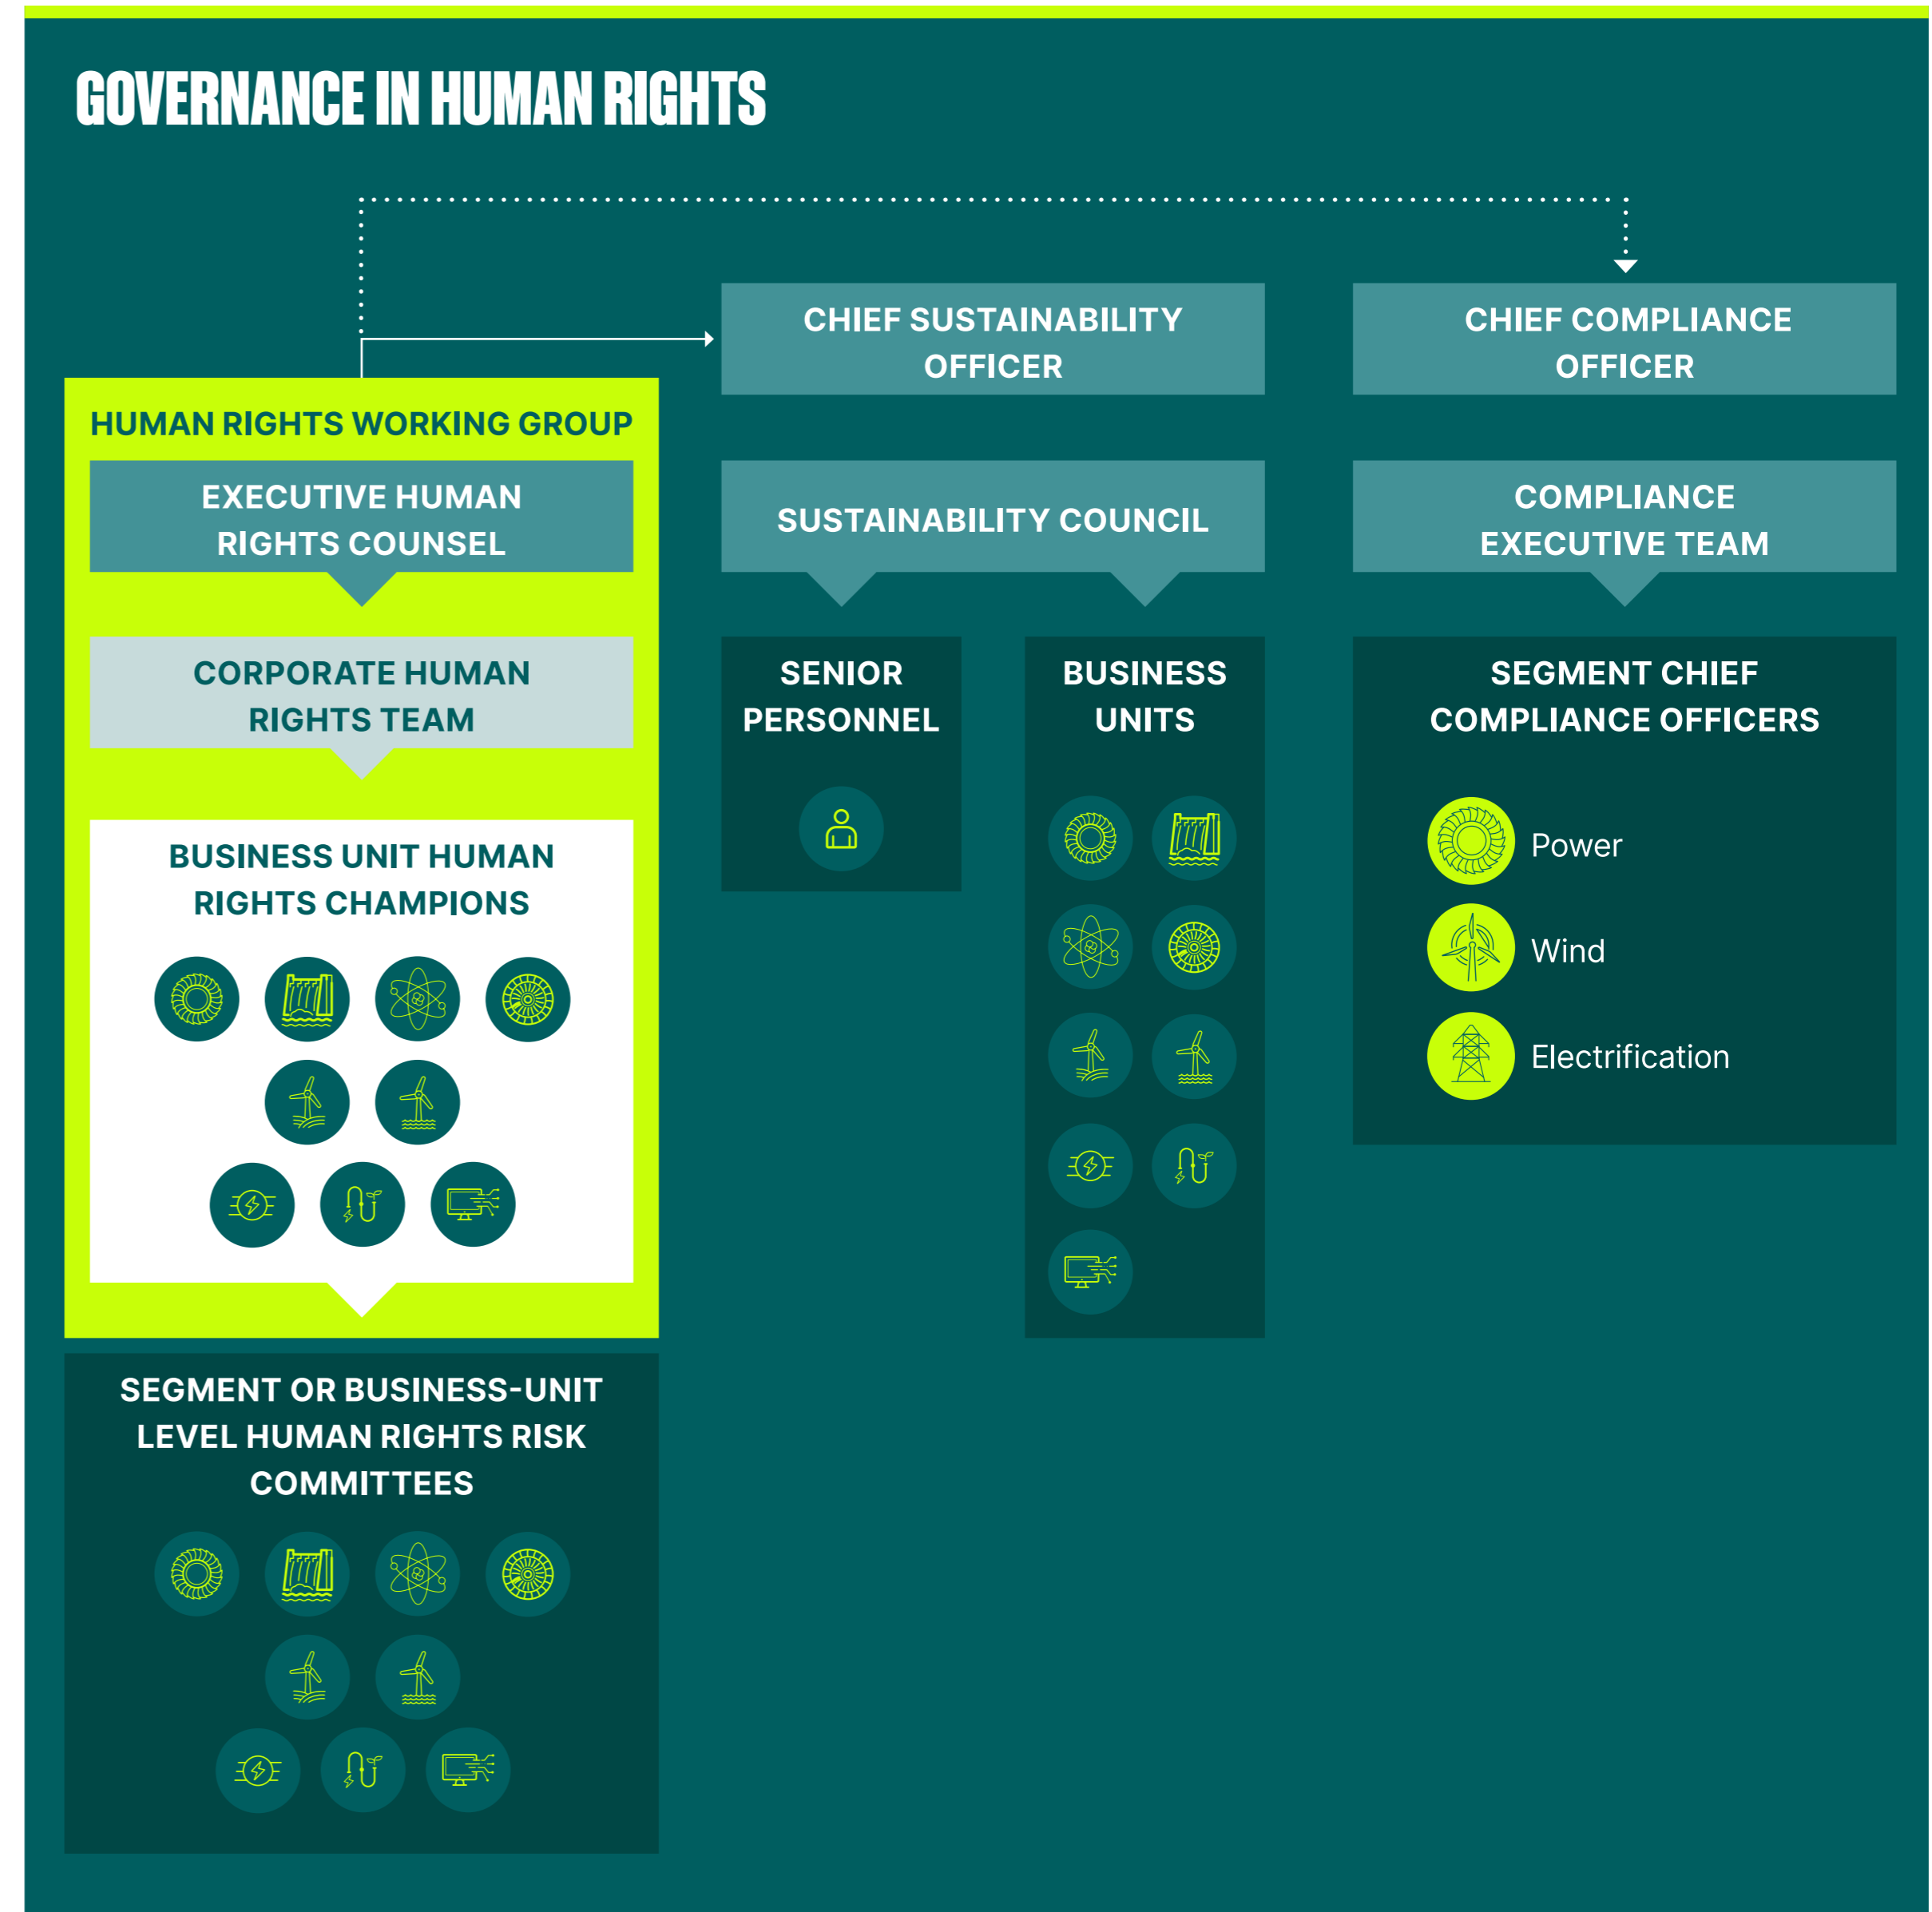 GOVERNANCE IN HUMAN RIGHTS
HUMAN RIGHTS WORKING GROUP
EXECUTIVE HUMAN
RIGHTS COUNSEL
CORPORATE HUMAN
RIGHTS TEAM
BUSINESS UNIT HUMAN
RIGHTS CHAMPIONS
SEGMENT OR BUSINESS-UNIT
LEVEL HUMAN RIGHTS RISK
COMMITTEES
CHIEF SUSTAINABILITY
OFFICER
SUSTAINABILITY COUNCIL
SENIOR
PERSONNEL
BUSINESS
UNITS
CHIEF COMPLIANCE
OFFICER
COMPLIANCE
EXECUTIVE TEAM
SEGMENT CHIEF
COMPLIANCE OFFICERS
Power
Wind
Electrification